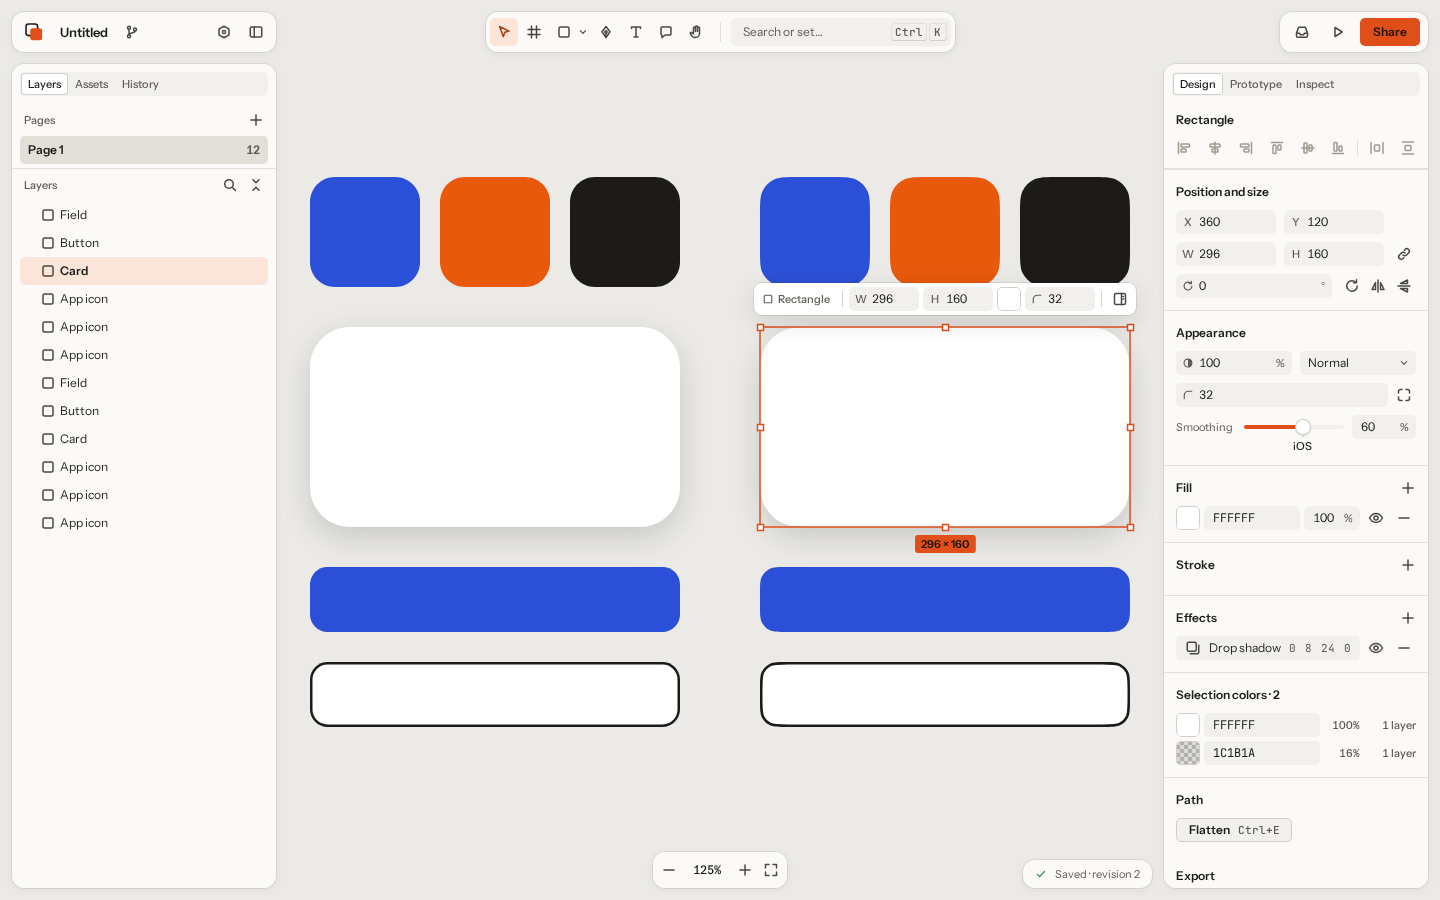 Untitled
Search or set... Ctrl K
Share
Layers Assets History
Pages
Page 1 12
Layers
Field
Button
Card
App icon
App icon
App icon
Field
Button
Card
App icon
App icon
App icon
Rectangle W 296 H 160 32
296 × 160
125%
Saved · revision 2
Design Prototype Inspect
Rectangle
Position and size
X 360 Y 120
W 296 H 160
0 °
Appearance
100 % Normal
32
Smoothing 60 %
iOS
Fill
FFFFFF 100 %
Stroke
Effects
Drop shadow 0 8 24 0
Selection colors · 2
FFFFFF 100% 1 layer
1C1B1A 16% 1 layer
Path
Flatten Ctrl+E
Export